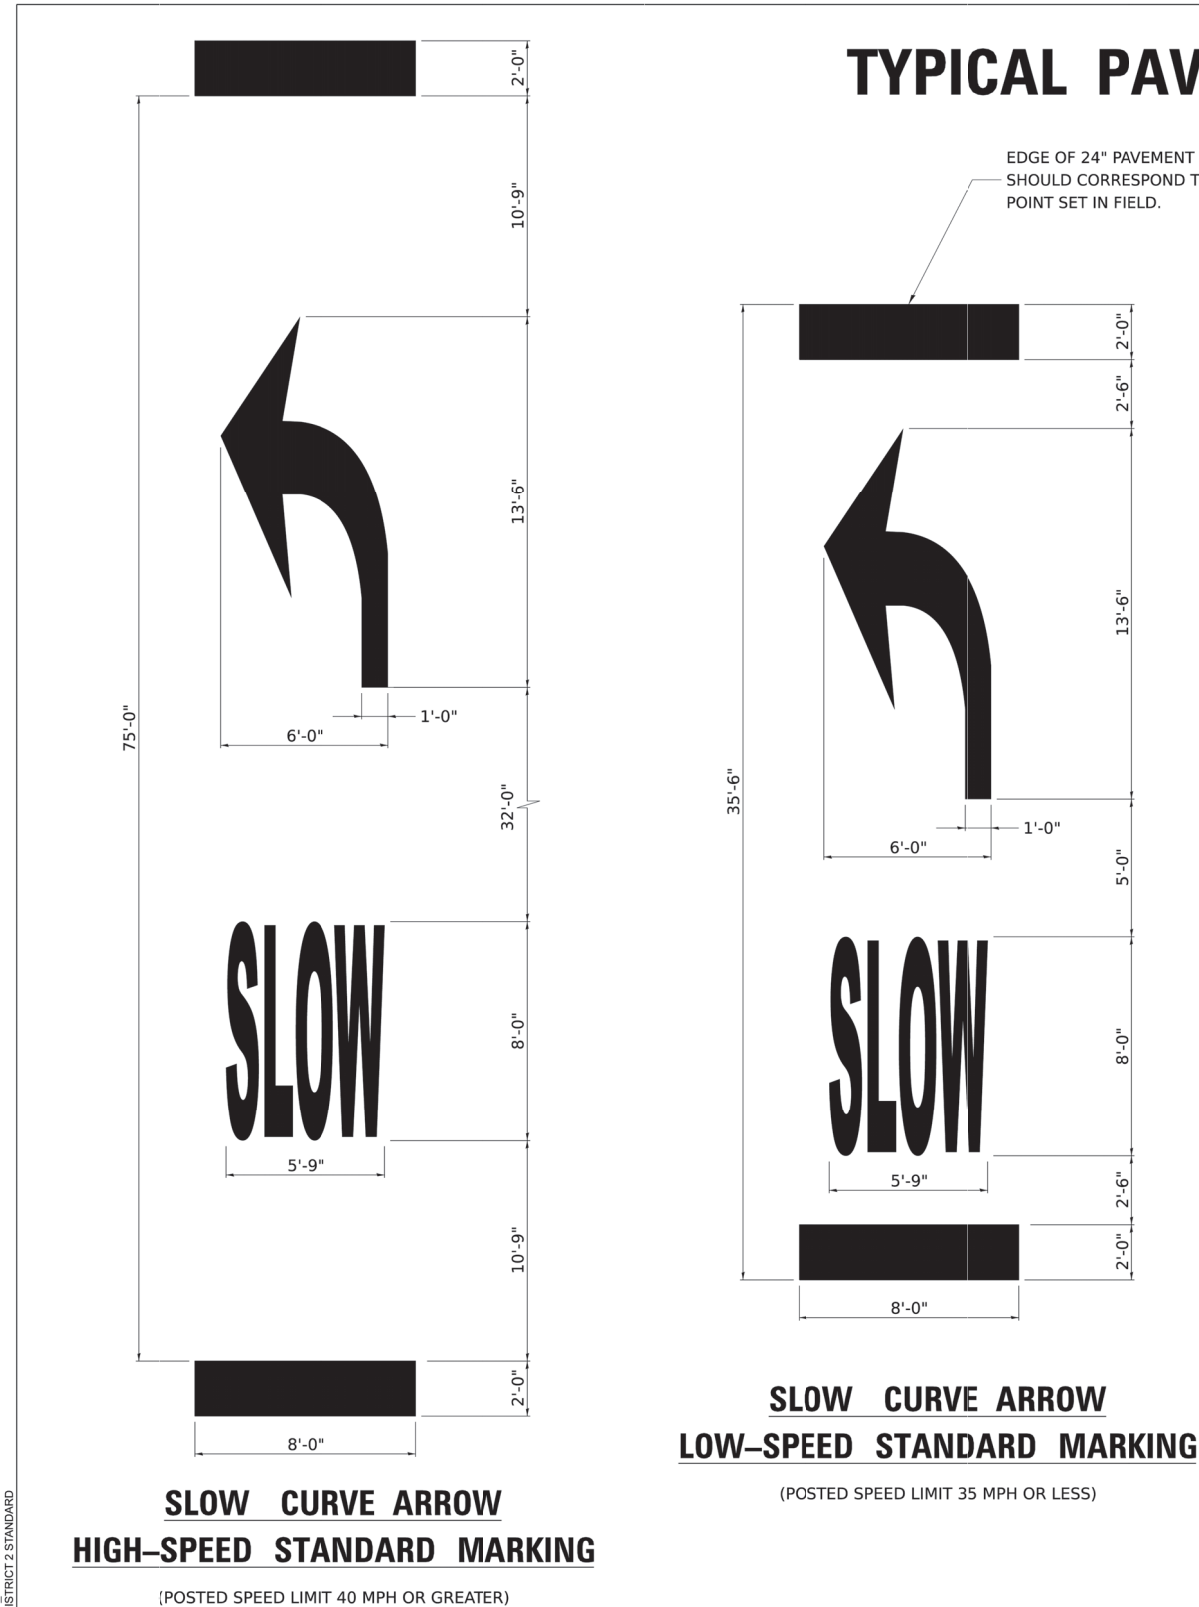 TYPICAL PAV
EDGE OF 24" PAVEMENT
SHOULD CORRESPOND T
POINT SET IN FIELD.
2'-0"
10'-9"
13'-6"
75'-0"
1'-0"
6'-0"
32'-0"
SLOW
8'-0"
5'-9"
10'-9"
2'-0"
8'-0"
SLOW CURVE ARROW
HIGH-SPEED STANDARD MARKING
(POSTED SPEED LIMIT 40 MPH OR GREATER)
2'-0"
2'-6"
13'-6"
35'-6"
1'-0"
6'-0"
5'-0"
SLOW
8'-0"
5'-9"
2'-6"
2'-0"
8'-0"
SLOW CURVE ARROW
LOW-SPEED STANDARD MARKING
(POSTED SPEED LIMIT 35 MPH OR LESS)
ISTRICT 2 STANDARD